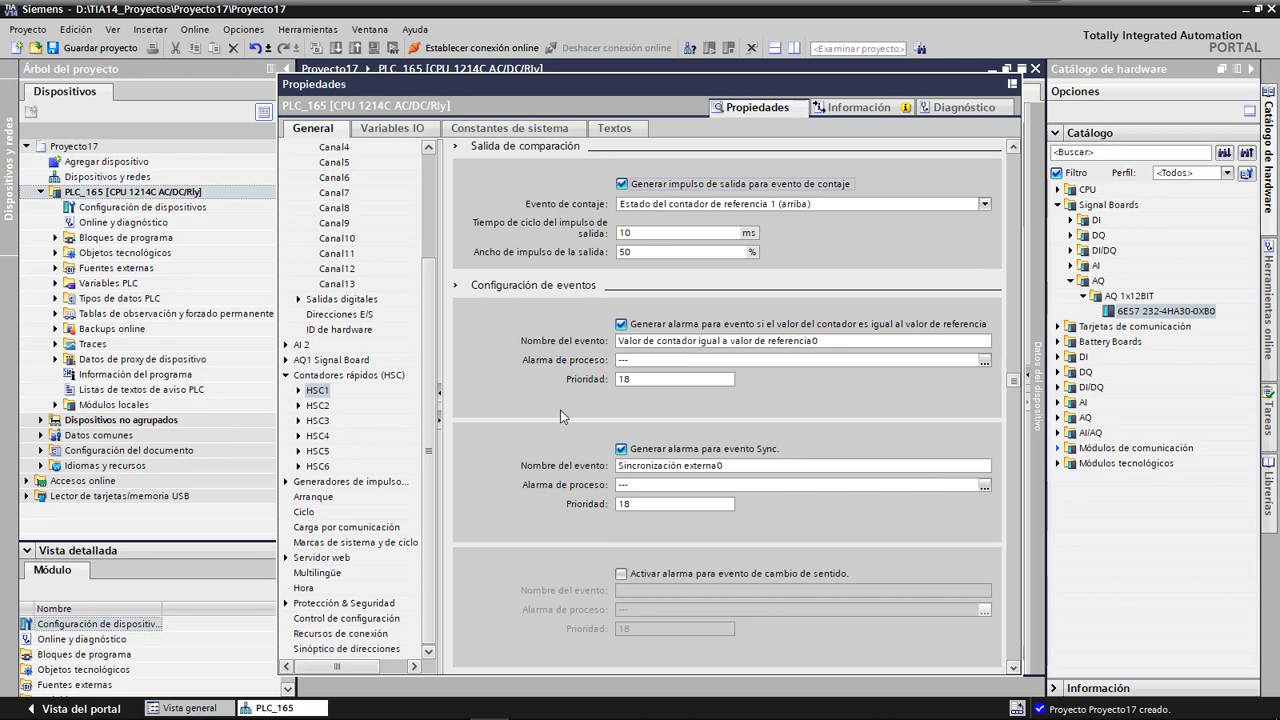 TIA V14 Siemens - D:\TIA14_Proyectos\Proyecto17\Proyecto17
Proyecto Edición Ver Insertar Online Opciones Herramientas Ventana Ayuda
Totally Integrated Automation
PORTAL
Guardar proyecto Establecer conexión online Deshacer conexión online <Examinar proyecto>
Árbol del proyecto
Dispositivos
Dispositivos y redes
Proyecto17
Agregar dispositivo
Dispositivos y redes
PLC_165 [CPU 1214C AC/DC/Rly]
Configuración de dispositivos
Online y diagnóstico
Bloques de programa
Objetos tecnológicos
Fuentes externas
Variables PLC
Tipos de datos PLC
Tablas de observación y forzado permanente
Backups online
Traces
Datos de proxy de dispositivo
Información del programa
Listas de textos de aviso PLC
Módulos locales
Dispositivos no agrupados
Datos comunes
Configuración del documento
Idiomas y recursos
Accesos online
Lector de tarjetas/memoria USB
Vista detallada
Módulo
Nombre
Configuración de dispositiv...
Online y diagnóstico
Bloques de programa
Objetos tecnológicos
Fuentes externas
Proyecto17 PLC_165 [CPU 1214C AC/DC/Rly]
Propiedades
PLC_165 [CPU 1214C AC/DC/Rly]
Propiedades Información Diagnóstico
General Variables IO Constantes de sistema Textos
Canal4
Canal5
Canal6
Canal7
Canal8
Canal9
Canal10
Canal11
Canal12
Canal13
Salidas digitales
Direcciones E/S
ID de hardware
AI 2
AQ1 Signal Board
Contadores rápidos (HSC)
HSC1
HSC2
HSC3
HSC4
HSC5
HSC6
Generadores de impulso...
Arranque
Ciclo
Carga por comunicación
Marcas de sistema y de ciclo
Servidor web
Multilingüe
Hora
Protección & Seguridad
Control de configuración
Recursos de conexión
Sinóptico de direcciones
Salida de comparación
Generar impulso de salida para evento de contaje
Evento de contaje: Estado del contador de referencia 1 (arriba)
Tiempo de ciclo del impulso de
salida: 10 ms
Ancho de impulso de la salida: 50 %
Configuración de eventos
Generar alarma para evento si el valor del contador es igual al valor de referencia
Nombre del evento: Valor de contador igual a valor de referencia0
Alarma de proceso: --- ...
Prioridad: 18
Generar alarma para evento Sync.
Nombre del evento: Sincronización externa0
Alarma de proceso: --- ...
Prioridad: 18
Activar alarma para evento de cambio de sentido.
Nombre del evento:
Alarma de proceso: --- ...
Prioridad: 18
Datos del dispositivo
Catálogo de hardware
Opciones
Catálogo
<Buscar>
Filtro Perfil: <Todos>
CPU
Signal Boards
DI
DQ
DI/DQ
AI
AQ
AQ 1x12BIT
6ES7 232-4HA30-0XB0
Tarjetas de comunicación
Battery Boards
DI
DQ
DI/DQ
AI
AQ
AI/AQ
Módulos de comunicación
Módulos tecnológicos
Información
Catálogo de hardware
Herramientas online
Tareas
Librerías
Vista del portal Vista general PLC_165 Proyecto Proyecto17 creado.